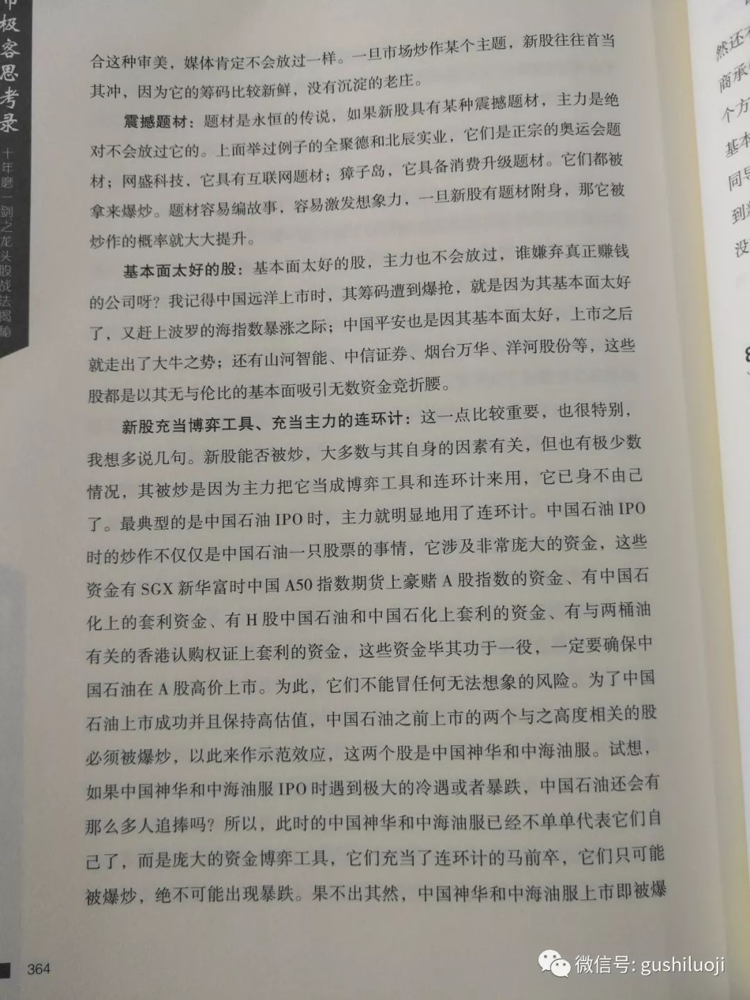 市极客思考录
十年磨一剑之龙头股战法揭秘
合这种审美，媒体肯定不会放过一样。一旦市场炒作某个主题，新股往往首当
其冲，因为它的筹码比较新鲜，没有沉淀的老庄。
震撼题材：题材是永恒的传说，如果新股具有某种震撼题材，主力是绝
对不会放过它的。上面举过例子的全聚德和北辰实业，它们是正宗的奥运会题
材；网盛科技，它具有互联网题材；獐子岛，它具备消费升级题材。它们都被
拿来爆炒。题材容易编故事，容易激发想象力，一旦新股有题材附身，那它被
炒作的概率就大大提升。
基本面太好的股：基本面太好的股，主力也不会放过，谁嫌弃真正赚钱
的公司呀？我记得中国远洋上市时，其筹码遭到爆抢，就是因为其基本面太好
了，又赶上波罗的海指数暴涨之际；中国平安也是因其基本面太好，上市之后
就走出了大牛之势；还有山河智能、中信证券、烟台万华、洋河股份等，这些
股都是以其无与伦比的基本面吸引无数资金竞折腰。
新股充当博弈工具、充当主力的连环计：这一点比较重要，也很特别，
我想多说几句。新股能否被炒，大多数与其自身的因素有关，但也有极少数
情况，其被炒是因为主力把它当成博弈工具和连环计来用，它已身不由己
了。最典型的是中国石油 IPO 时，主力就明显地用了连环计。中国石油 IPO
时的炒作不仅仅是中国石油一只股票的事情，它涉及非常庞大的资金，这些
资金有 SGX 新华富时中国 A50 指数期货上豪赌 A 股指数的资金、有中国石
化上的套利资金、有 H 股中国石油和中国石化上套利的资金、有与两桶油
有关的香港认购权证上套利的资金，这些资金毕其功于一役，一定要确保中
国石油在 A 股高价上市。为此，它们不能冒任何无法想象的风险。为了中国
石油上市成功并且保持高估值，中国石油之前上市的两个与之高度相关的股
必须被爆炒，以此来作示范效应，这两个股是中国神华和中海油服。试想，
如果中国神华和中海油服 IPO 时遇到极大的冷遇或者暴跌，中国石油还会有
那么多人追捧吗？所以，此时的中国神华和中海油服已经不单单代表它们自
己了，而是庞大的资金博弈工具，它们充当了连环计的马前卒，它们只可能
被爆炒，绝不可能出现暴跌。果不出其然，中国神华和中海油服上市即被爆
364
然还
商承
个方
基本
同导
到
没
微信号: gushiluoji